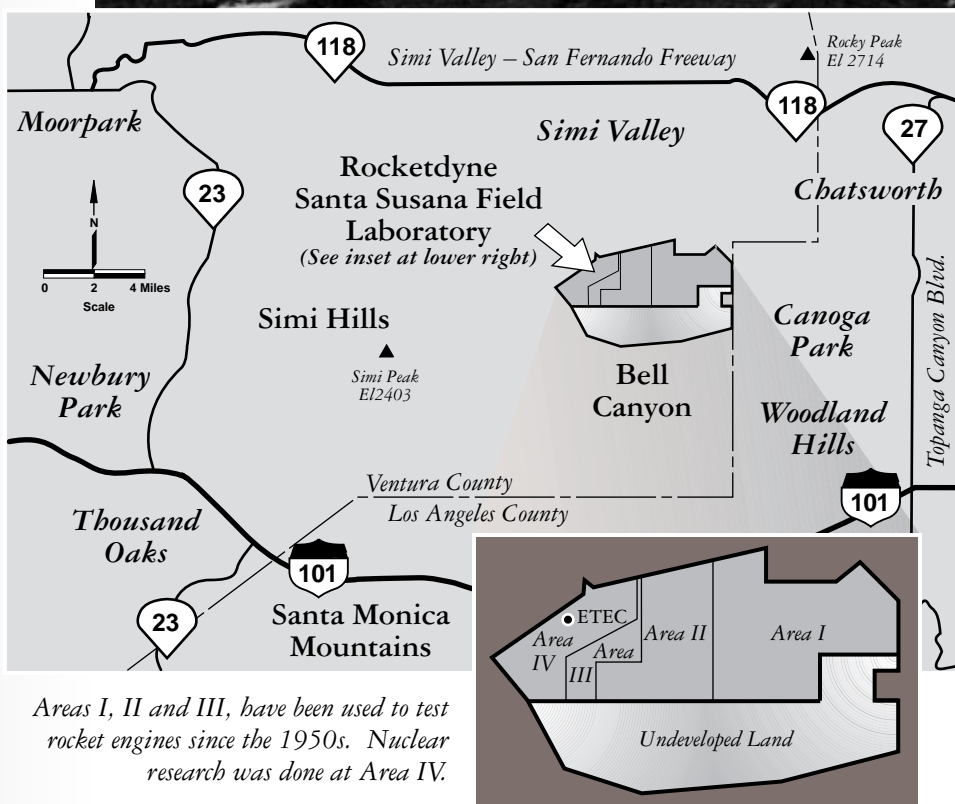 118
Simi Valley – San Fernando Freeway
Rocky Peak
El 2714
118
27
Moorpark
Simi Valley
23
Rocketdyne
Santa Susana Field
Laboratory
(See inset at lower right)
Chatsworth
N
0 2 4 Miles
Scale
Simi Hills
Simi Peak
El2403
Canoga
Park
Topanga Canyon Blvd.
Newbury
Park
Bell
Canyon
Woodland
Hills
Ventura County
Los Angeles County
101
Thousand
Oaks
101
23
Santa Monica
Mountains
ETEC
Area
IV
Area
III
Area II
Area I
Undeveloped Land
Areas I, II and III, have been used to test
rocket engines since the 1950s. Nuclear
research was done at Area IV.